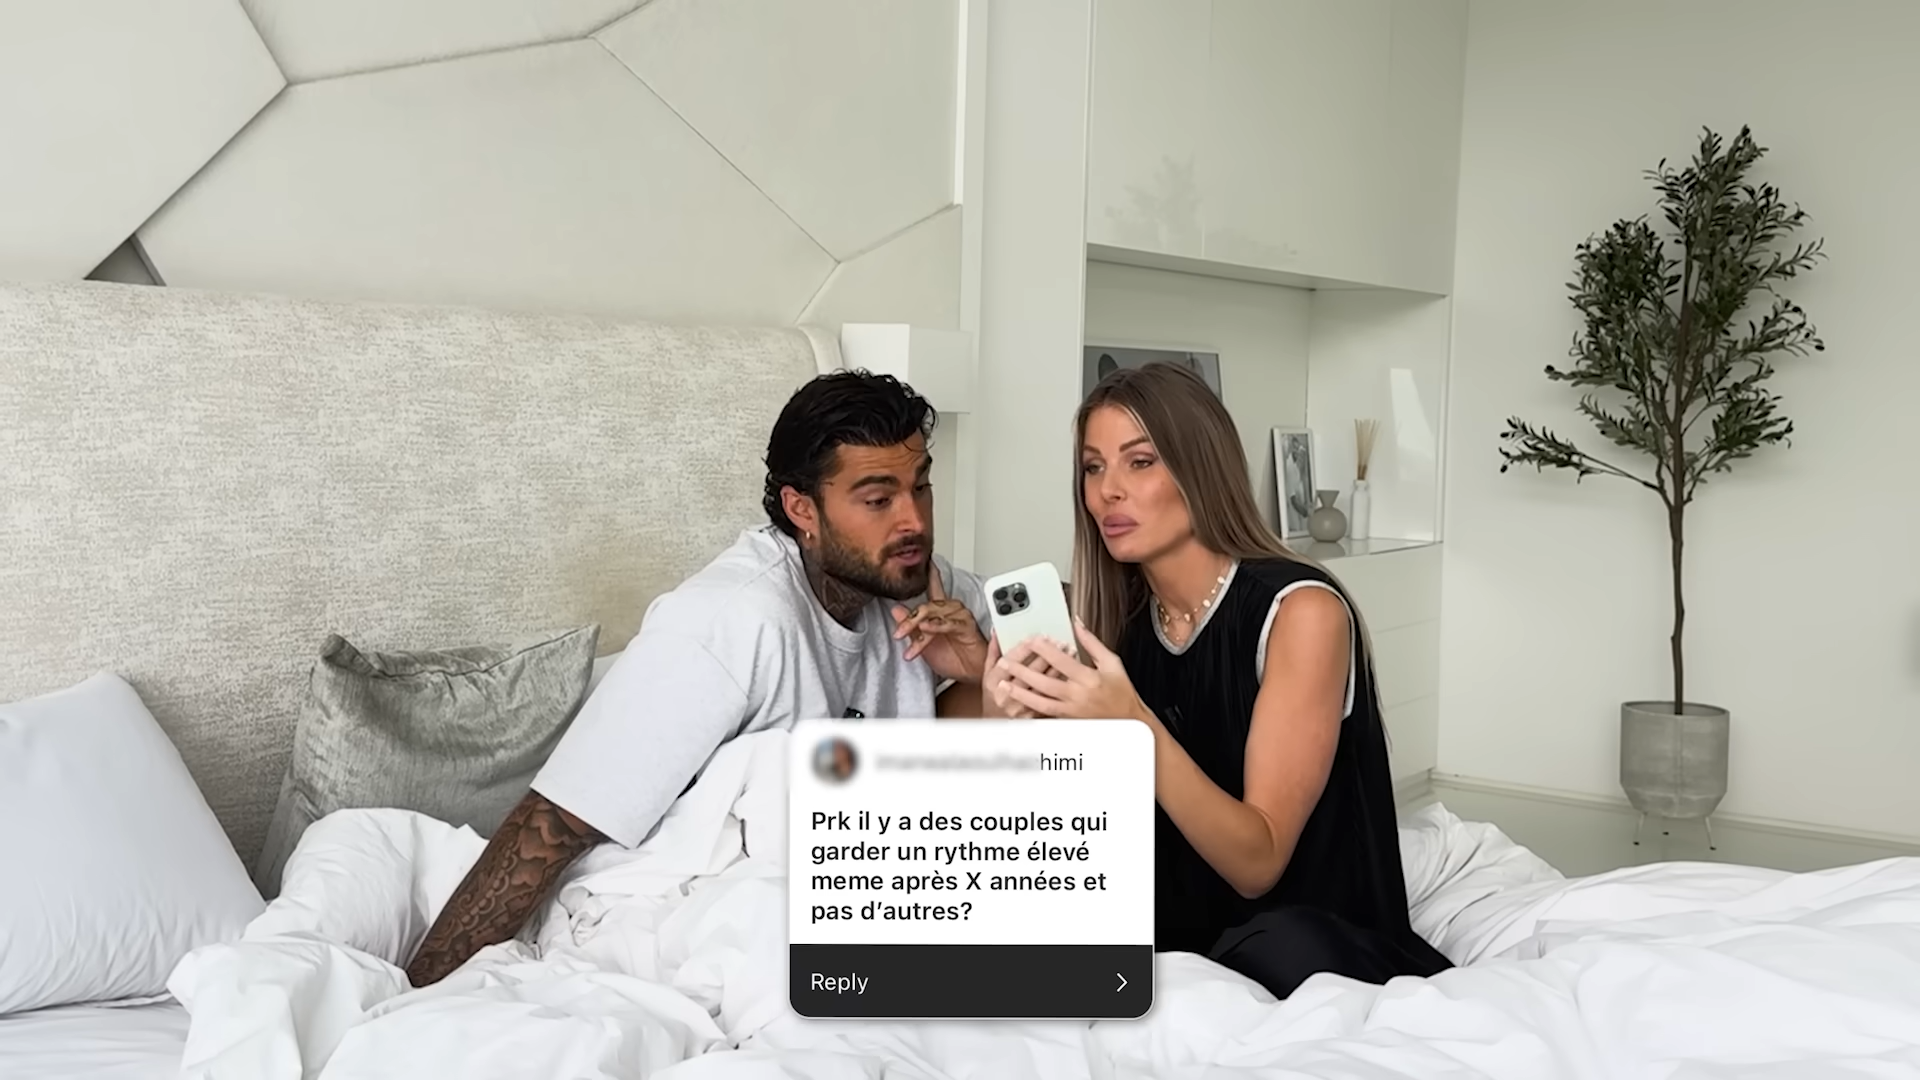 himi
Prk il y a des couples qui
garder un rythme élevé
meme après X années et
pas d’autres?
Reply